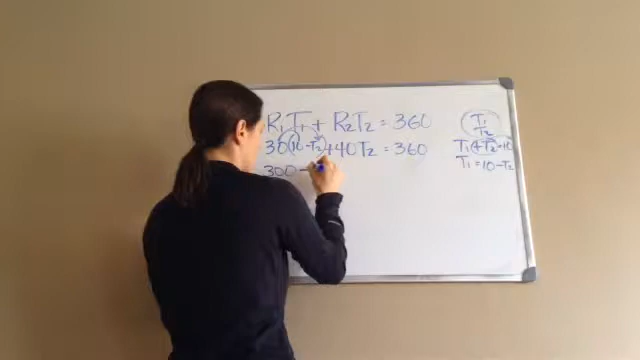 R₁T₁ + R₂T₂ = 360
30(10 - T₂) + 40T₂ = 360
300 -
T₁
T₂
T₁ + T₂ = 10
T₁ = 10 - T₂